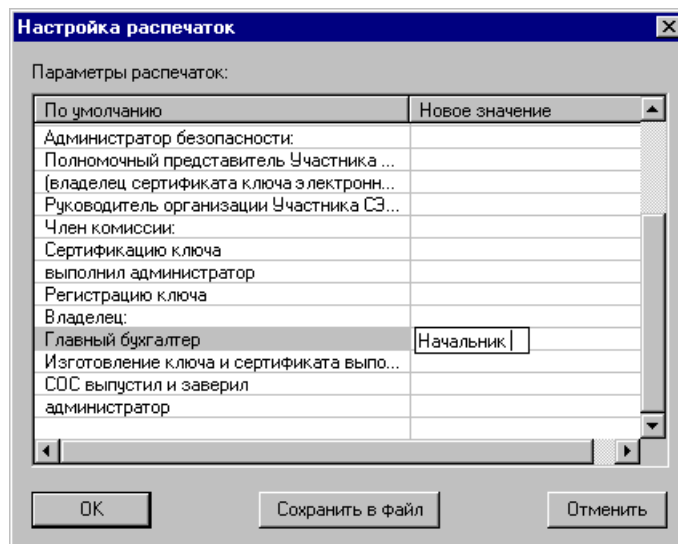 Настройка распечаток
Параметры распечаток:
По умолчанию Новое значение
Администратор безопасности:
Полномочный представитель Участника ...
(владелец сертификата ключа электронн...
Руководитель организации Участника СЭ...
Член комиссии:
Сертификацию ключа
выполнил администратор
Регистрацию ключа
Владелец:
Главный бухгалтер Начальник
Изготовление ключа и сертификата выпо...
СОС выпустил и заверил
администратор
OK Сохранить в файл Отменить